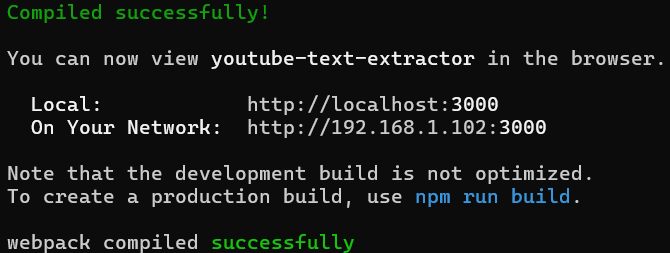 Compiled successfully!
You can now view youtube-text-extractor in the browser.
Local: http://localhost:3000
On Your Network: http://192.168.1.102:3000
Note that the development build is not optimized.
To create a production build, use npm run build.
webpack compiled successfully